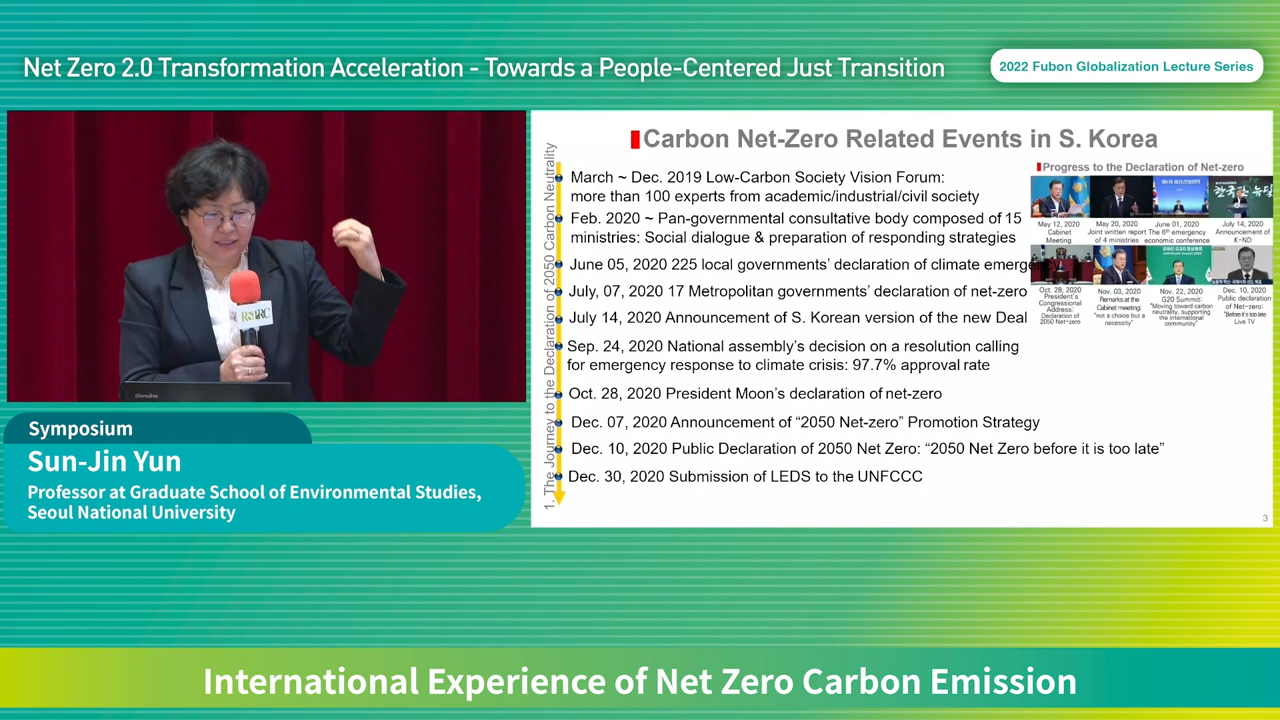 Net Zero 2.0 Transformation Acceleration - Towards a People-Centered Just Transition
2022 Fubon Globalization Lecture Series
Symposium
Sun-Jin Yun
Professor at Graduate School of Environmental Studies,
Seoul National University
1. The Journey to the Declaration of 2050 Carbon Neutrality
Carbon Net-Zero Related Events in S. Korea
March ~ Dec. 2019 Low-Carbon Society Vision Forum:
more than 100 experts from academic/industrial/civil society
Feb. 2020 ~ Pan-governmental consultative body composed of 15
ministries: Social dialogue & preparation of responding strategies
June 05, 2020 225 local governments' declaration of climate emerger
July, 07, 2020 17 Metropolitan governments' declaration of net-zero
July 14, 2020 Announcement of S. Korean version of the new Deal
Sep. 24, 2020 National assembly's decision on a resolution calling
for emergency response to climate crisis: 97.7% approval rate
Oct. 28, 2020 President Moon's declaration of net-zero
Dec. 07, 2020 Announcement of “2050 Net-zero” Promotion Strategy
Dec. 10, 2020 Public Declaration of 2050 Net Zero: “2050 Net Zero before it is too late”
Dec. 30, 2020 Submission of LEDS to the UNFCCC
Progress to the Declaration of Net-zero
May 12, 2020
Cabinet
Meeting
May 20, 2020
Joint written report
of 4 ministries
June 01, 2020
The 6th emergency
economic conference
July 14, 2020
Announcement of
K-ND
Oct. 28, 2020
President's
Congressional
Address:
Declaration of
2050 Net-zero
Nov. 03, 2020
Remarks at the
Cabinet meeting:
“not a choice but a
necessity”
Nov. 22, 2020
G20 Summit:
“Moving toward carbon
neutrality, supporting
the international
community”
Dec. 10, 2020
Public declaration
of Net-zero:
“Before it's too late”
Live TV
3
International Experience of Net Zero Carbon Emission